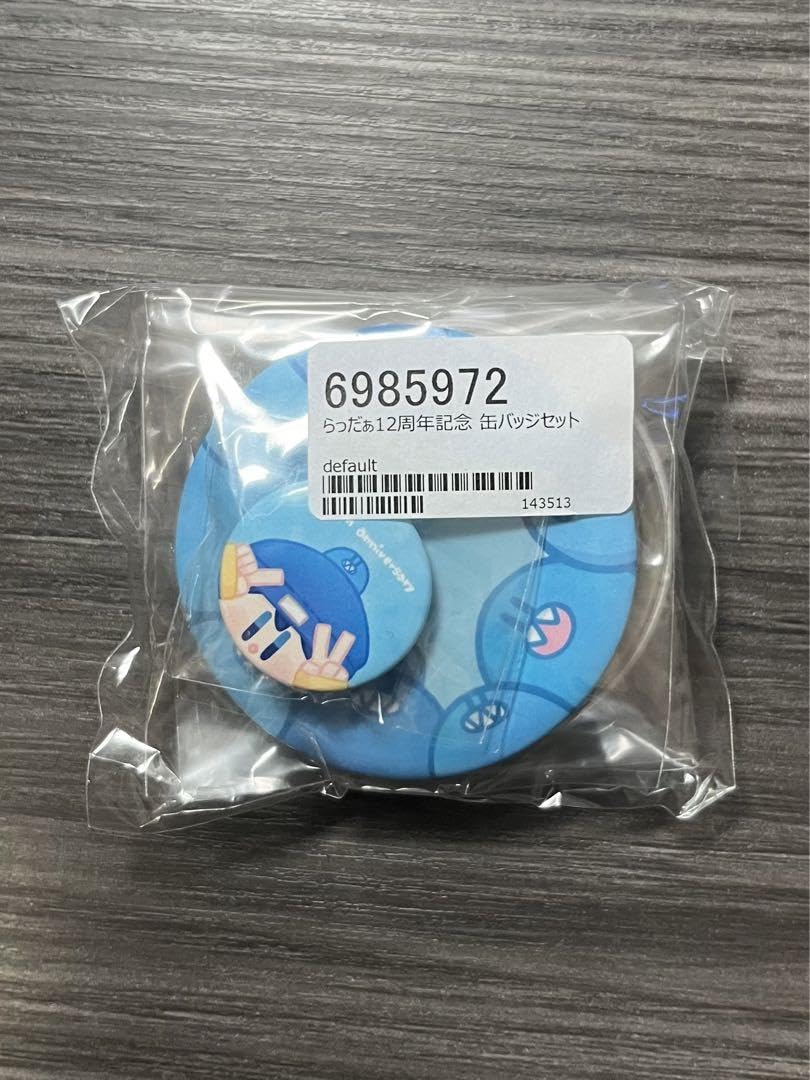 6985972
らっだぁ12周年記念 缶バッジセット
default
143513
anniversary